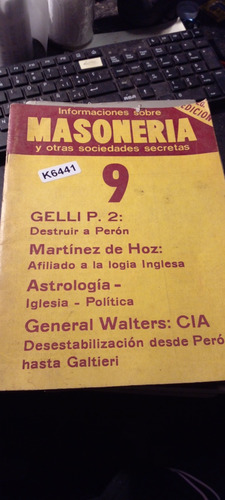 EDICION
Informaciones sobre
MASONERIA
y otras sociedades secretas
9
K6441
GELLI P. 2:
Destruir a Perón
Martínez de Hoz:
Afiliado a la logia Inglesa
Astrología -
Iglesia - Política
General Walters: CIA
Desestabilización desde Peró
hasta Galtieri